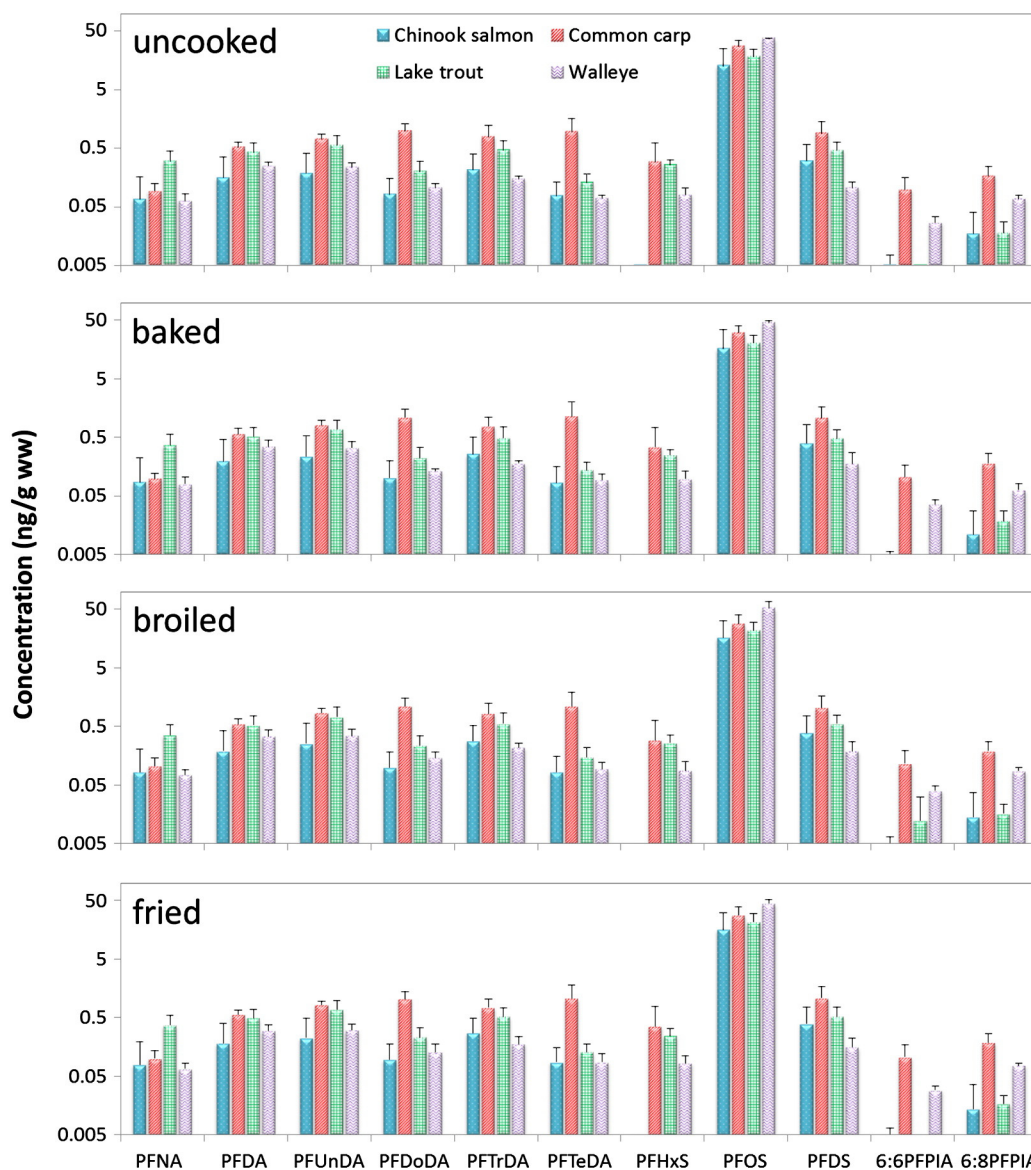 uncooked
Chinook salmon Common carp
Lake trout Walleye
50
5
0.5
0.05
0.005
baked
50
5
0.5
0.05
0.005
Concentration (ng/g ww)
broiled
50
5
0.5
0.05
0.005
fried
50
5
0.5
0.05
0.005
PFNA PFDA PFUnDA PFDoDA PFTrDA PFTeDA PFHxS PFOS PFDS 6:6PFPIA